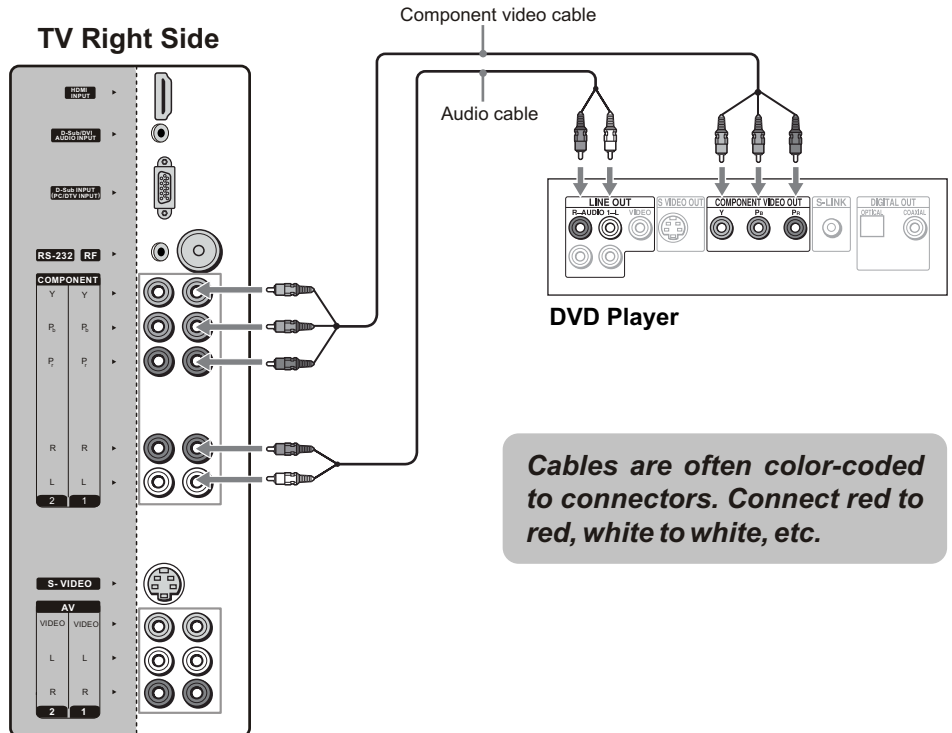 Component video cable
TV Right Side
Audio cable
HDMI
INPUT
D-Sub/DVI
AUDIO INPUT
D-Sub INPUT
(PC/DTV INPUT)
RS-232 RF
COMPONENT
Y Y
Pb Pb
Pr Pr
R R
L L
2 1
S-VIDEO
AV
VIDEO VIDEO
L L
R R
2 1
LINE OUT
R–AUDIO 1–L VIDEO
S VIDEO OUT
COMPONENT VIDEO OUT
Y PB PR
S-LINK
DIGITAL OUT
OPTICAL COAXIAL
DVD Player
Cables are often color-coded
to connectors. Connect red to
red, white to white, etc.